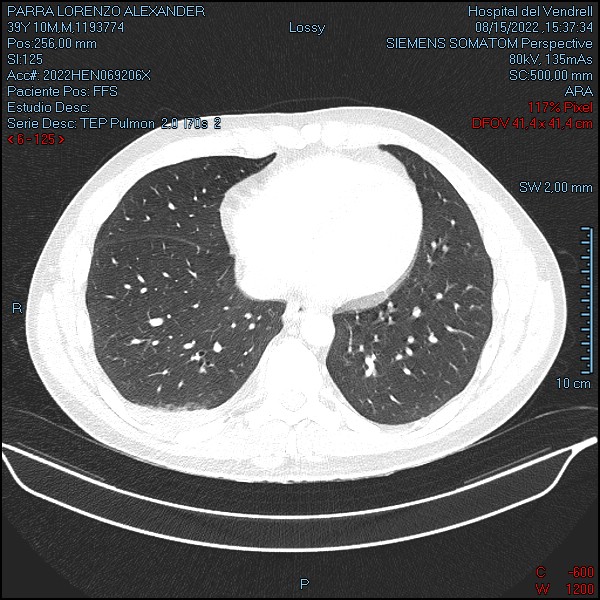 PARRA LORENZO ALEXANDER
39Y 10M,M,1193774
Pos:256,00 mm
SI:125
Acc#: 2022HEN069206X
Paciente Pos: FFS
Estudio Desc:
Serie Desc: TEP Pulmon 2.0 I70s 2
<6-125>
Lossy
Hospital del Vendrell
08/15/2022 ,15:37:34
SIEMENS SOMATOM Perspective
80kV, 135mAs
SC:500,00 mm
ARA
117% Pixel
DFOV 41,4 x 41,4 cm
SW 2,00 mm
R
10 cm
P
C -600
W 1200